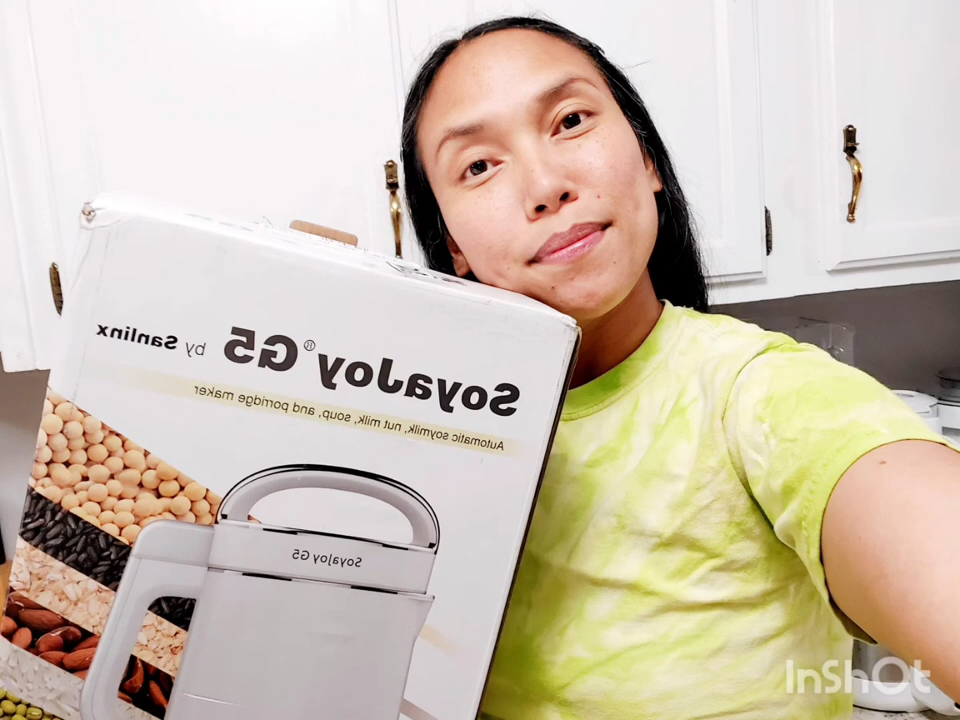 SoyaJoy® G5 by Sanlinx
Automatic soymilk, nut milk, soup, and porridge maker
SoyaJoy G5
InShOt